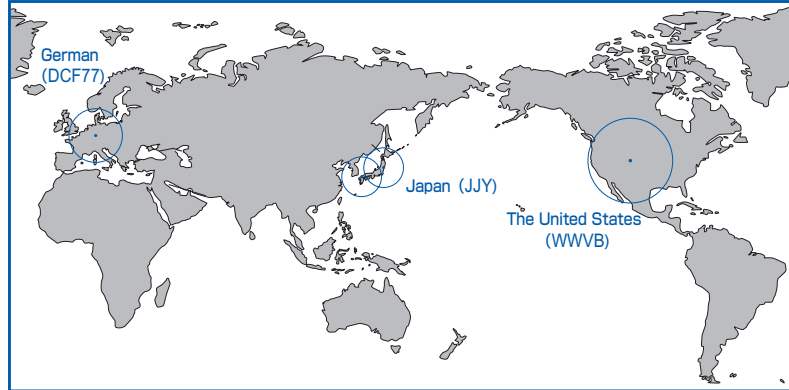 German
(DCF77)
Japan (JJY)
The United States
(WWVB)